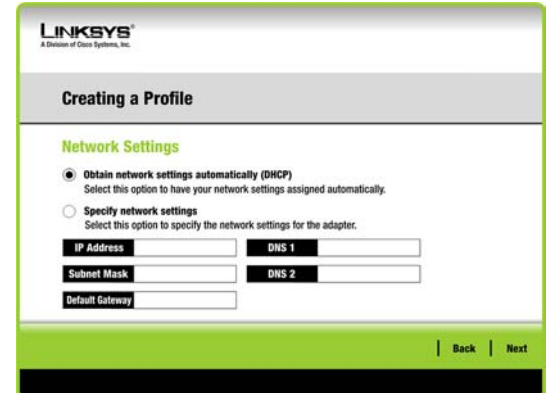 LINKSYS®
A Division of Cisco Systems, Inc.
Creating a Profile
Network Settings
Obtain network settings automatically (DHCP)
Select this option to have your network settings assigned automatically.
Specify network settings
Select this option to specify the network settings for the adapter.
IP Address DNS 1
Subnet Mask DNS 2
Default Gateway
Back Next